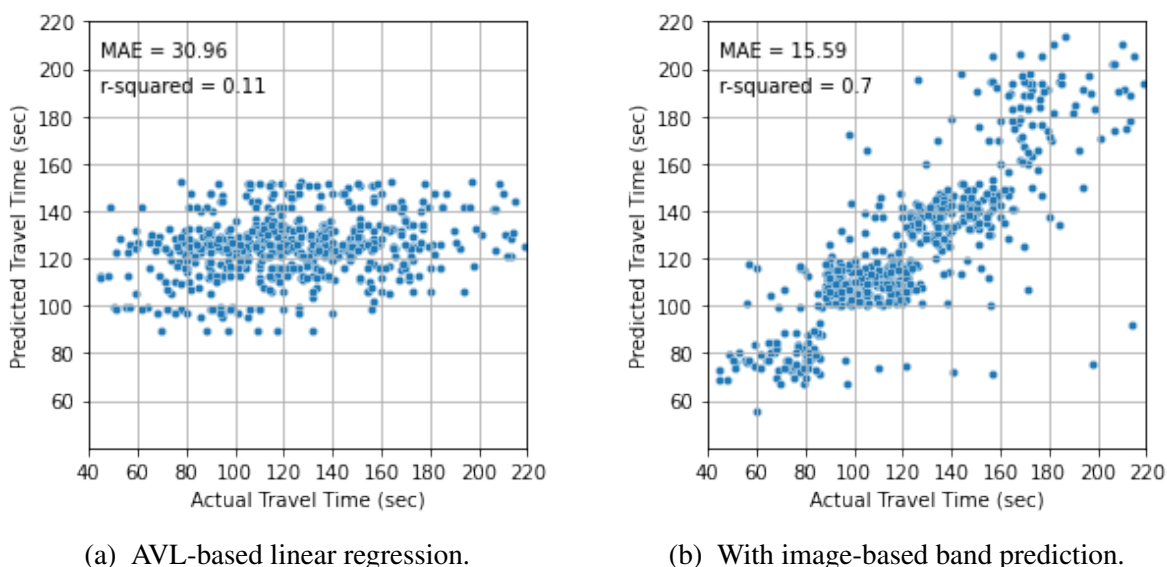 MAE = 30.96
r-squared = 0.11
220
200
180
160
140
120
100
80
60
Predicted Travel Time (sec)
40 60 80 100 120 140 160 180 200 220
Actual Travel Time (sec)
(a) AVL-based linear regression.
MAE = 15.59
r-squared = 0.7
220
200
180
160
140
120
100
80
60
Predicted Travel Time (sec)
40 60 80 100 120 140 160 180 200 220
Actual Travel Time (sec)
(b) With image-based band prediction.